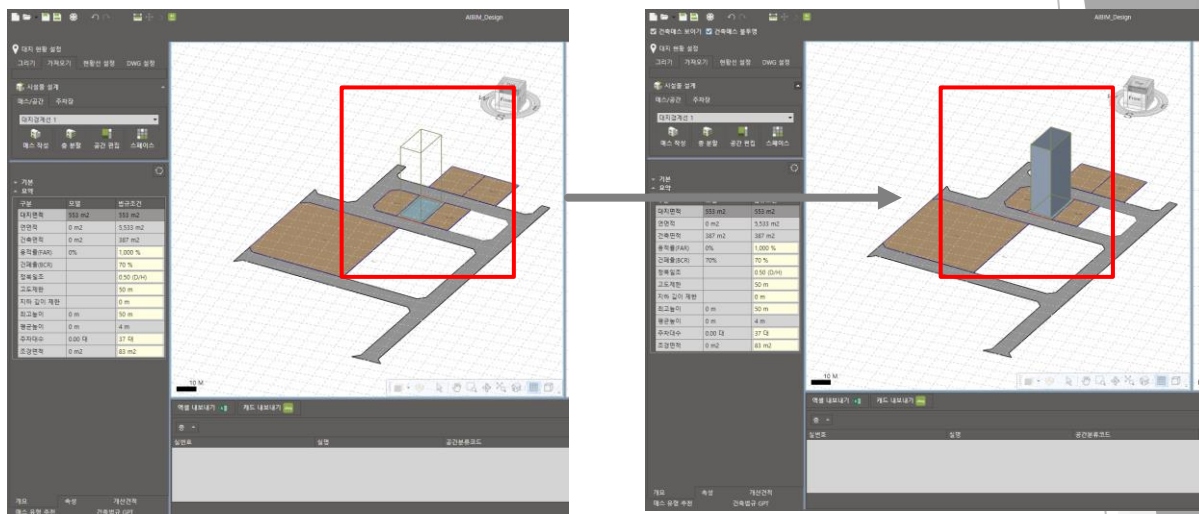 AIBIM_Design
대지 현황 설정
그리기 가져오기 현황선 설정 DWG 설정
시설물 설계
매스/공간 주차장
대지경계선 1
매스 작성 층 분할 공간 편집 스페이스
기본
요약
구분 모델 법규조건
대지면적 553 m2 553 m2
연면적 0 m2 5,533 m2
건축면적 0 m2 387 m2
용적률(FAR) 0% 1,000 %
건폐율(BCR) 70 %
정북일조 0.50 (D/H)
고도제한 50 m
지하 깊이 제한 0 m
최고높이 0 m 50 m
평균높이 0 m 4 m
주차대수 0.00 대 37 대
조경면적 0 m2 83 m2
10 M
엑셀 내보내기 캐드 내보내기
층
실번호 실명 공간분류코드
개요 속성 개산견적
매스 유형 추천 건축법규 GPT
AIBIM_Design
건축매스 보이기 건축매스 불투명
대지 현황 설정
그리기 가져오기 현황선 설정 DWG 설정
시설물 설계
매스/공간 주차장
대지경계선 1
매스 작성 층 분할 공간 편집 스페이스
기본
요약
대지면적 553 m2 553 m2
연면적 0 m2 5,533 m2
건축면적 387 m2 387 m2
용적률(FAR) 0% 1,000 %
건폐율(BCR) 70% 70 %
정북일조 0.50 (D/H)
고도제한 50 m
지하 깊이 제한 0 m
최고높이 0 m 50 m
평균높이 0 m 4 m
주차대수 0.00 대 37 대
조경면적 0 m2 83 m2
10 M
엑셀 내보내기 캐드 내보내기
층
실번호 실명 공간분류코드
개요 속성 개산견적
매스 유형 추천 건축법규 GPT